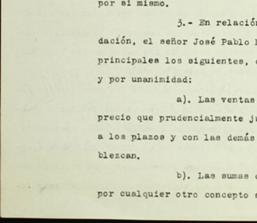 por sí mismo.
3.- En relación
dación, el señor José Pablo
principales los siguientes,
y por unanimidad:
a). Las ventas
precio que prudencialmente
a los plazos y con las demás
blezcan.
b). Las sumas
por cualquier otro concepto